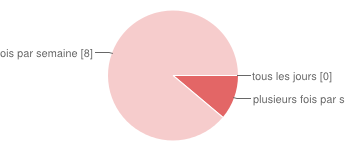 ois par semaine [8]
tous les jours [0]
plusieurs fois par s